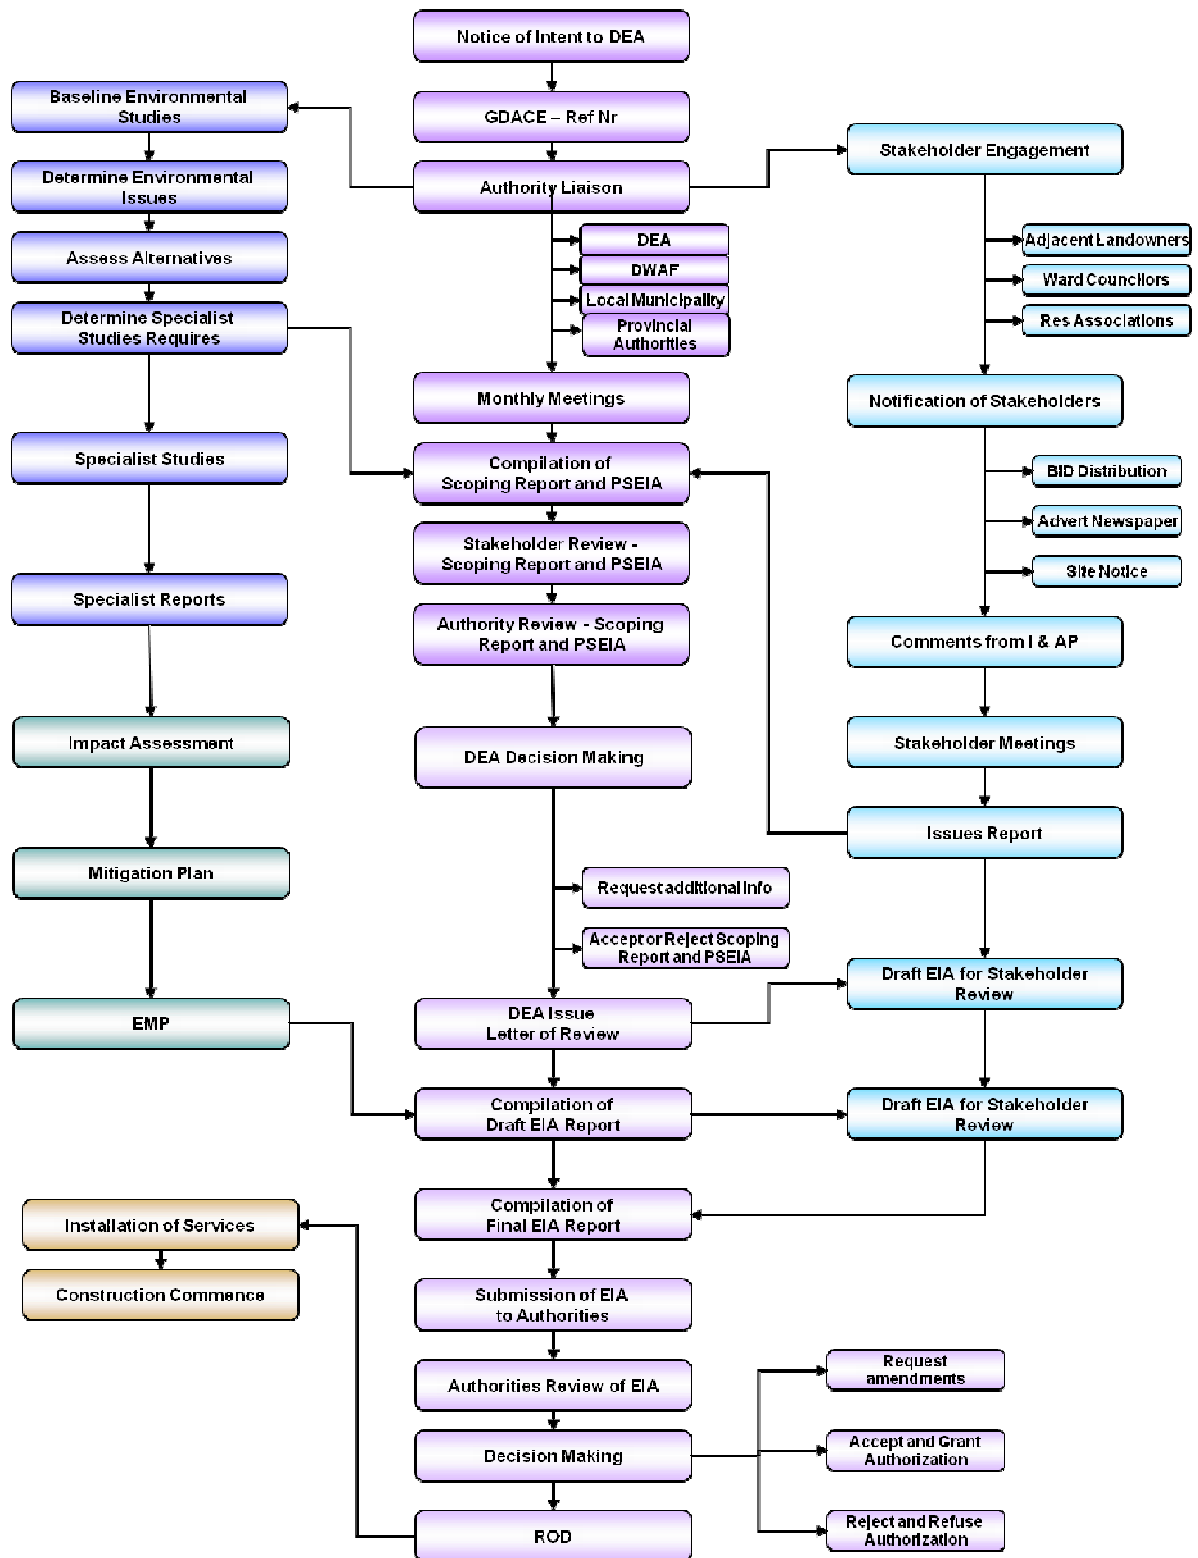 Notice of Intent to DEA
Baseline Environmental
Studies
GDACE – Ref Nr
Stakeholder Engagement
Determine Environmental
Issues
Authority Liaison
DEA
Adjacent Landowners
Assess Alternatives
DWAF
Ward Councilors
Local Municipality
Determine Specialist
Studies Requires
Provincial
Authorities
Res Associations
Monthly Meetings
Notification of Stakeholders
Specialist Studies
Compilation of
Scoping Report and PSEIA
BID Distribution
Stakeholder Review -
Scoping Report and PSEIA
Advert Newspaper
Site Notice
Specialist Reports
Authority Review - Scoping
Report and PSEIA
Comments from I & AP
Impact Assessment
DEA Decision Making
Stakeholder Meetings
Issues Report
Mitigation Plan
Request additional info
Accept or Reject Scoping
Report and PSEIA
Draft EIA for Stakeholder
Review
EMP
DEA Issue
Letter of Review
Compilation of
Draft EIA Report
Draft EIA for Stakeholder
Review
Installation of Services
Compilation of
Final EIA Report
Construction Commence
Submission of EIA
to Authorities
Authorities Review of EIA
Request
amendments
Decision Making
Accept and Grant
Authorization
ROD
Reject and Refuse
Authorization